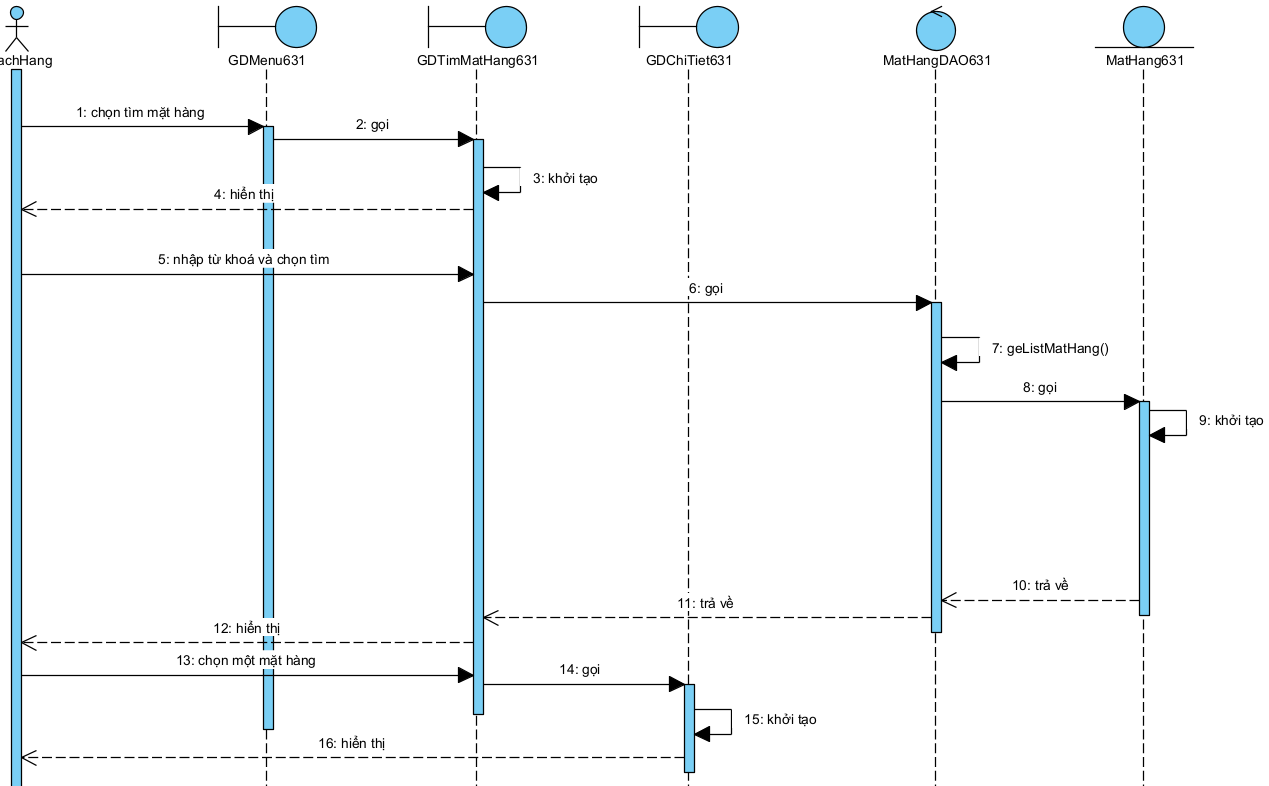 achHang
GDMenu631
GDTimMatHang631
GDChiTiet631
MatHangDAO631
MatHang631
1: chọn tìm mặt hàng
2: gọi
3: khởi tạo
4: hiển thị
5: nhập từ khoá và chọn tìm
6: gọi
7: geListMatHang()
8: gọi
9: khởi tạo
10: trả về
11: trả về
12: hiển thị
13: chọn một mặt hàng
14: gọi
15: khởi tạo
16: hiển thị